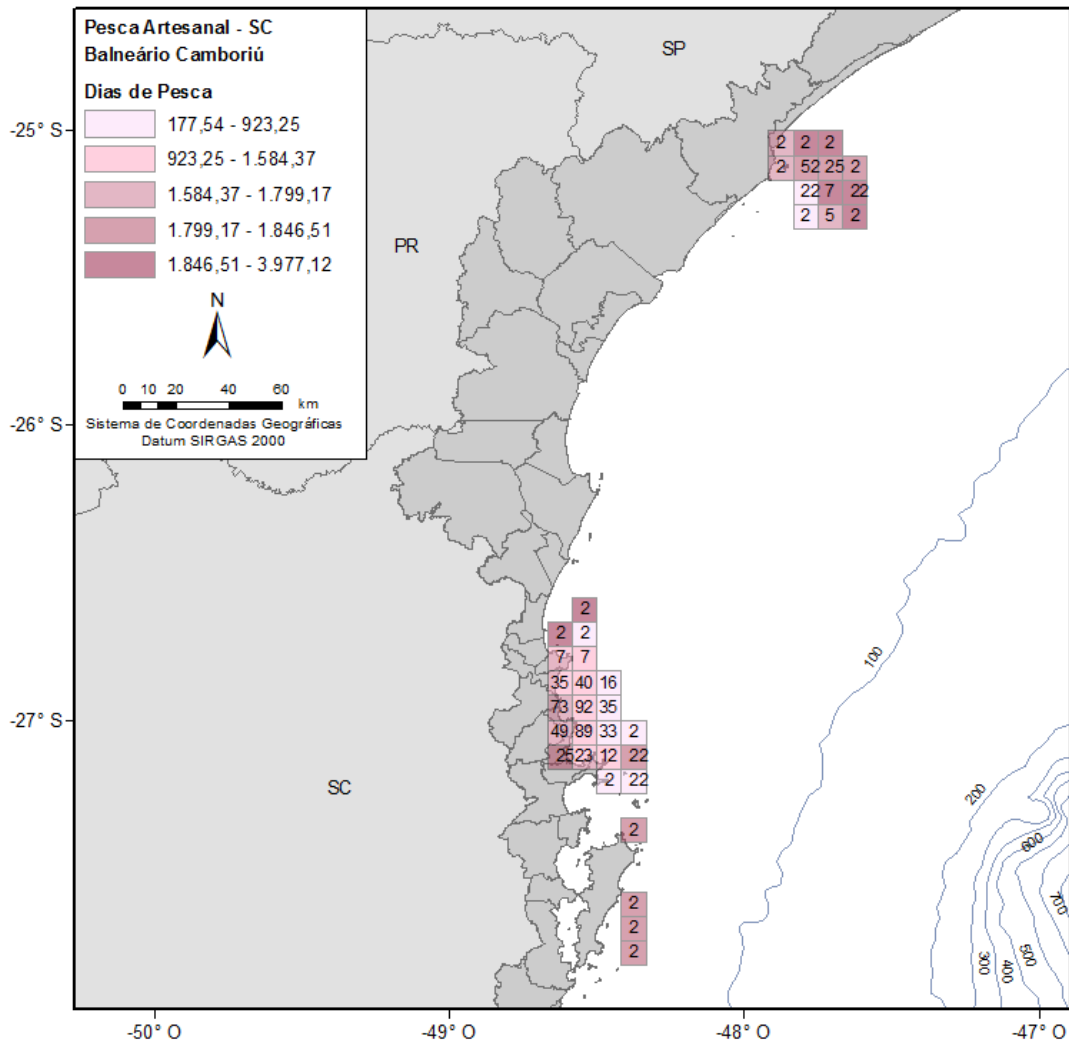 Pesca Artesanal - SC
Balneário Camboriú
Dias de Pesca
177,54 - 923,25
923,25 - 1.584,37
1.584,37 - 1.799,17
1.799,17 - 1.846,51
1.846,51 - 3.977,12
N
0 10 20 40 60
km
Sistema de Coordenadas Geográficas
Datum SIRGAS 2000
SP
PR
SC
-25° S
-26° S
-27° S
2 2 2
2 52 25 2
22 7 22
2 5 2
2
2 2
7 7
35 40 16
73 92 35
49 89 33 2
25 23 12 22
2 22
2
2
2
2
100
200
600
700
300
400
500
-50° O -49° O -48° O -47° O